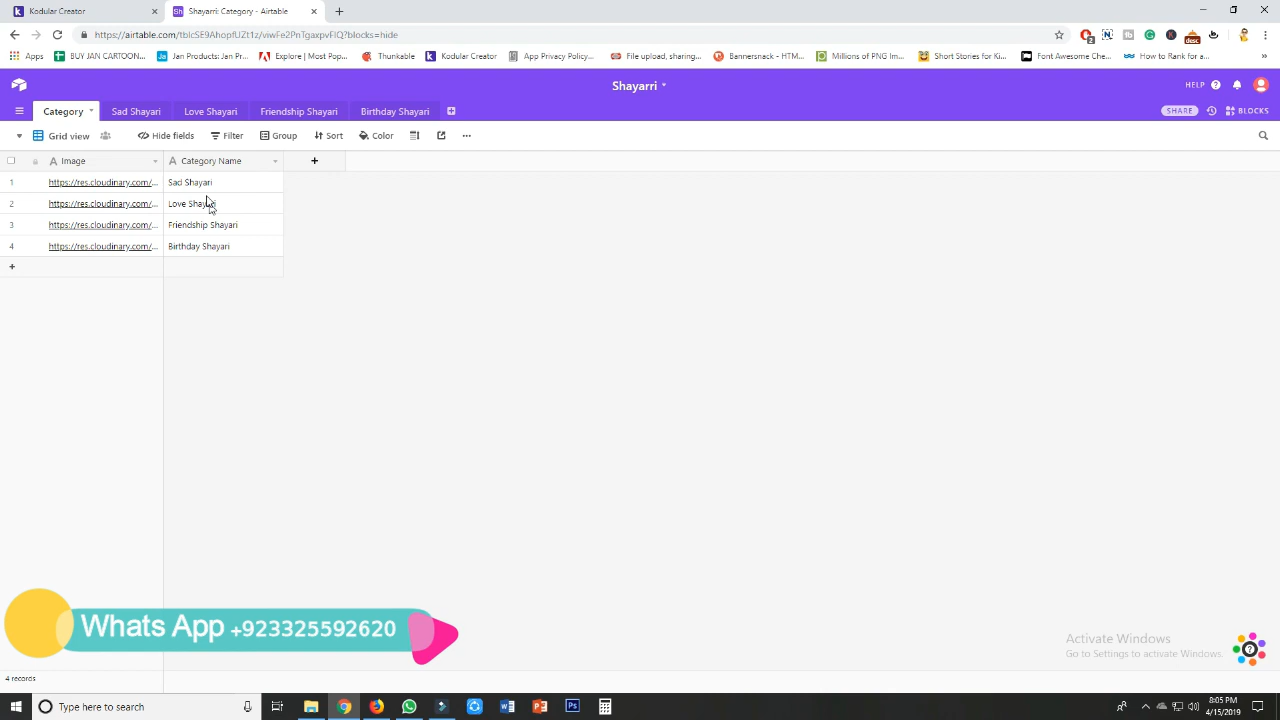 Kodular Creator
Shayarri: Category - Airtable
https://airtable.com/tblcSE9AhopfUZt1z/viwFe2PnTgaxpvFIQ?blocks=hide
Apps
BUY JAN CARTOON...
Jan Products: Jan Pr...
Explore | Most Pop...
Thunkable
Kodular Creator
App Privacy Policy...
File upload, sharing...
Bannersnack - HTM...
Millions of PNG Im...
Short Stories for Ki...
Font Awesome Che...
How to Rank for a...
Shayarri
HELP
Category
Sad Shayari
Love Shayari
Friendship Shayari
Birthday Shayari
SHARE
BLOCKS
Grid view
Hide fields
Filter
Group
Sort
Color
Image
Category Name
1 https://res.cloudinary.com/... Sad Shayari
2 https://res.cloudinary.com/... Love Shayari
3 https://res.cloudinary.com/... Friendship Shayari
4 https://res.cloudinary.com/... Birthday Shayari
Whats App +923325592620
Activate Windows
Go to Settings to activate Windows.
4 records
Type here to search
8:05 PM
4/15/2019